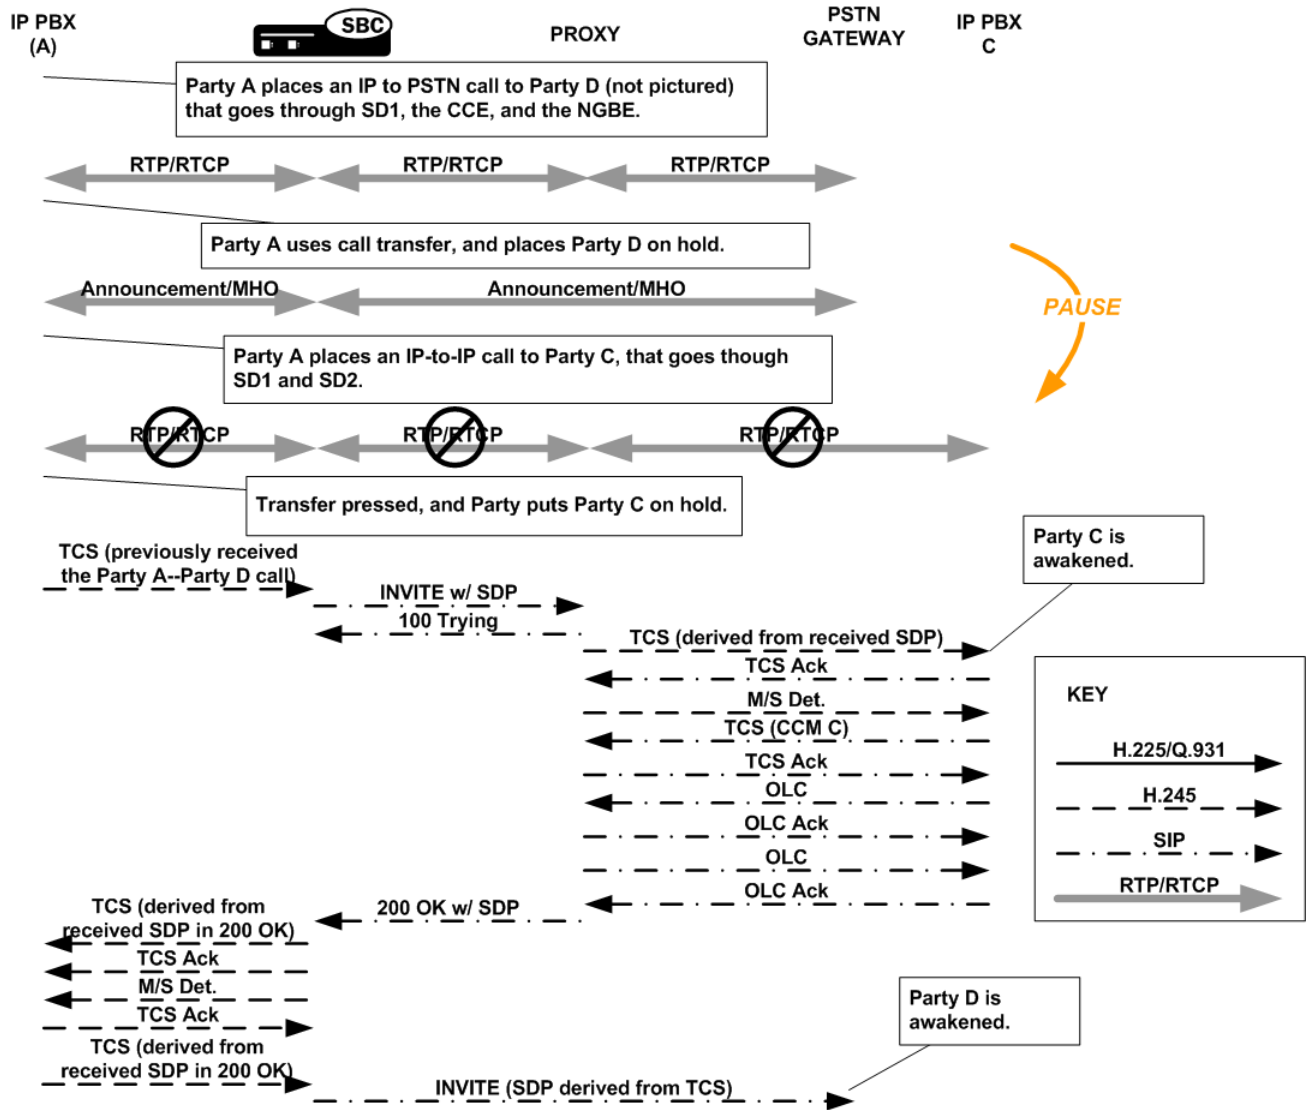 IP PBX
(A)
SBC
PROXY
PSTN
GATEWAY
IP PBX
C
Party A places an IP to PSTN call to Party D (not pictured)
that goes through SD1, the CCE, and the NGBE.
RTP/RTCP
RTP/RTCP
RTP/RTCP
Party A uses call transfer, and places Party D on hold.
Announcement/MHO
Announcement/MHO
PAUSE
Party A places an IP-to-IP call to Party C, that goes though
SD1 and SD2.
RTP/RTCP
RTP/RTCP
RTP/RTCP
Transfer pressed, and Party puts Party C on hold.
Party C is
awakened.
TCS (previously received
the Party A--Party D call)
INVITE w/ SDP
100 Trying
TCS (derived from received SDP)
TCS Ack
M/S Det.
TCS (CCM C)
TCS Ack
OLC
OLC Ack
OLC
OLC Ack
KEY
H.225/Q.931
H.245
SIP
RTP/RTCP
200 OK w/ SDP
TCS (derived from
received SDP in 200 OK)
TCS Ack
M/S Det.
TCS Ack
TCS (derived from
received SDP in 200 OK)
Party D is
awakened.
INVITE (SDP derived from TCS)